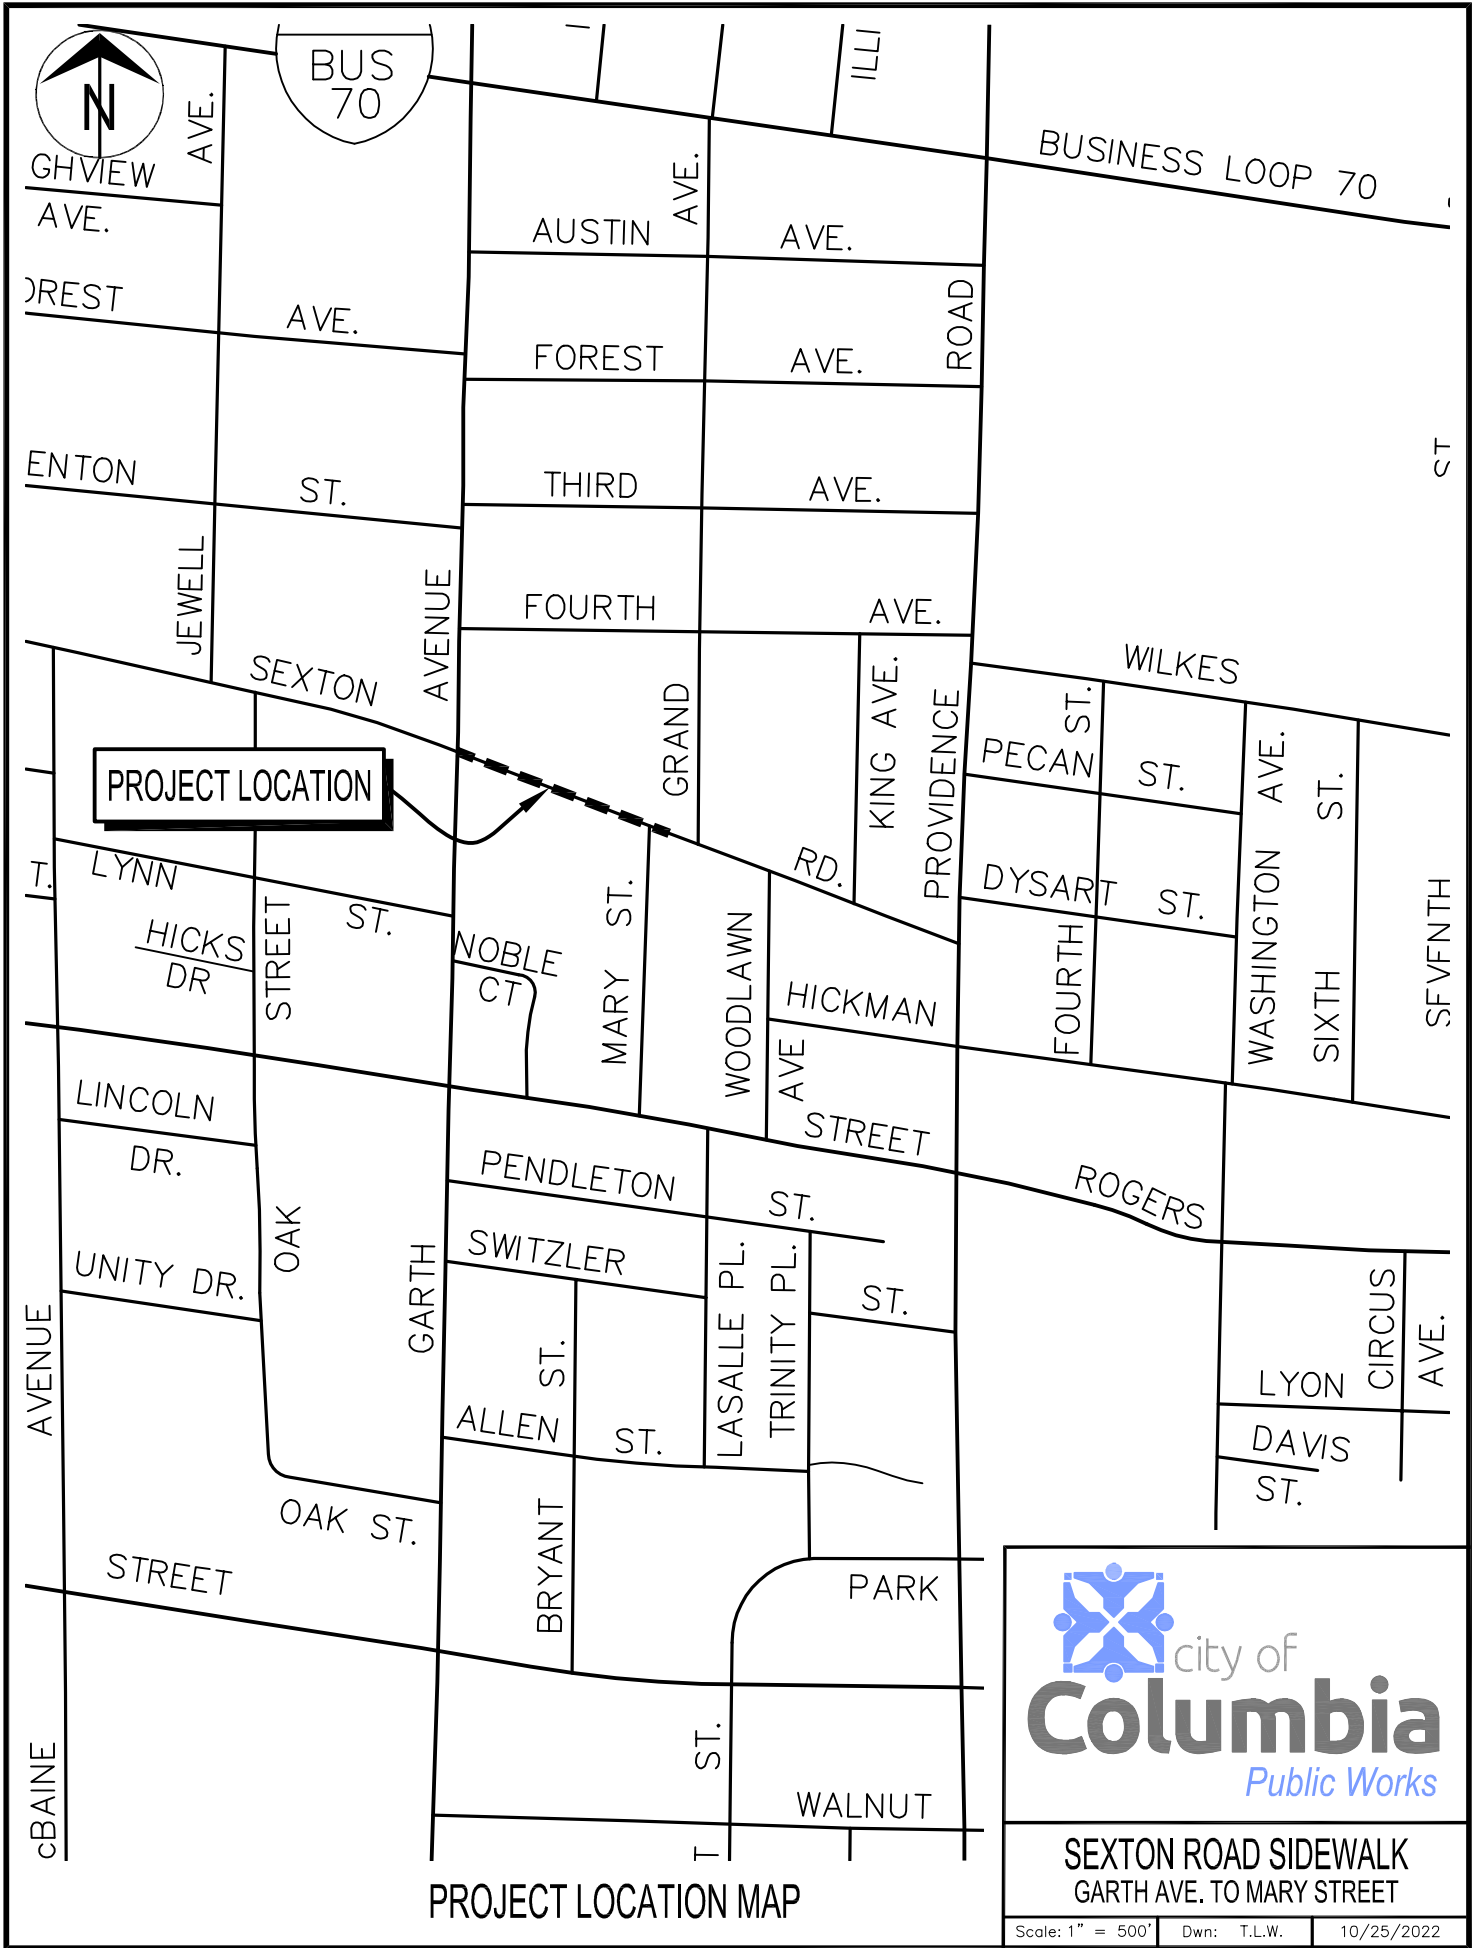 BUS
70
N
GHVIEW
AVE.
AVE.
ILLI
BUSINESS LOOP 70
AVE.
AUSTIN AVE.
OREST AVE.
ROAD
FOREST AVE.
ENTON ST.
THIRD AVE.
ST
JEWELL
AVENUE
FOURTH AVE.
SEXTON
GRAND
KING AVE.
PROVIDENCE
WILKES
ST.
PECAN ST.
AVE.
ST.
PROJECT LOCATION
T.
LYNN ST.
RD.
DYSART ST.
HICKS
DR
STREET
NOBLE
CT
MARY ST.
WOODLAWN
AVE
HICKMAN
FOURTH
WASHINGTON
SIXTH
SEVENTH
LINCOLN
DR.
STREET
PENDLETON ST.
ROGERS
OAK
UNITY DR.
GARTH
SWITZLER ST.
LASALLE PL.
TRINITY PL.
CIRCUS
AVE.
AVENUE
ST.
LYON
ALLEN ST.
DAVIS
ST.
OAK ST.
BRYANT
STREET
PARK
cBAINE
ST.
T
WALNUT
PROJECT LOCATION MAP
city of
Columbia
Public Works
SEXTON ROAD SIDEWALK
GARTH AVE. TO MARY STREET
Scale: 1" = 500' Dwn: T.L.W. 10/25/2022